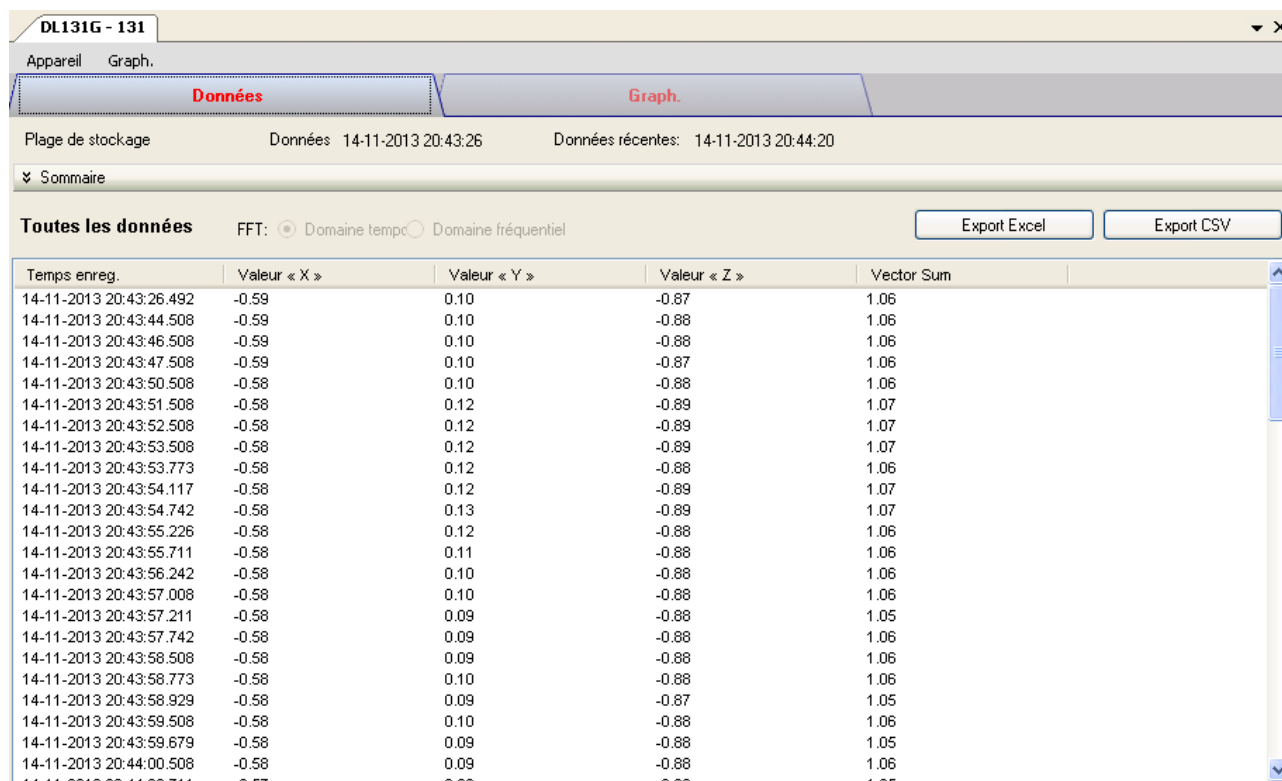 DL131G - 131
Appareil Graph.
Données Graph.
Plage de stockage Données 14-11-2013 20:43:26 Données récentes: 14-11-2013 20:44:20
Sommaire
Toutes les données FFT: Domaine tempo Domaine fréquentiel Export Excel Export CSV
Temps enreg. Valeur « X » Valeur « Y » Valeur « Z » Vector Sum
14-11-2013 20:43:26.492 -0.59 0.10 -0.87 1.06
14-11-2013 20:43:44.508 -0.59 0.10 -0.88 1.06
14-11-2013 20:43:46.508 -0.59 0.10 -0.88 1.06
14-11-2013 20:43:47.508 -0.59 0.10 -0.87 1.06
14-11-2013 20:43:50.508 -0.58 0.10 -0.88 1.06
14-11-2013 20:43:51.508 -0.58 0.12 -0.89 1.07
14-11-2013 20:43:52.508 -0.58 0.12 -0.89 1.07
14-11-2013 20:43:53.508 -0.58 0.12 -0.89 1.07
14-11-2013 20:43:53.773 -0.58 0.12 -0.88 1.06
14-11-2013 20:43:54.117 -0.58 0.12 -0.89 1.07
14-11-2013 20:43:54.742 -0.58 0.13 -0.89 1.07
14-11-2013 20:43:55.226 -0.58 0.12 -0.88 1.06
14-11-2013 20:43:55.711 -0.58 0.11 -0.88 1.06
14-11-2013 20:43:56.242 -0.58 0.10 -0.88 1.06
14-11-2013 20:43:57.008 -0.58 0.10 -0.88 1.06
14-11-2013 20:43:57.211 -0.58 0.09 -0.88 1.05
14-11-2013 20:43:57.742 -0.58 0.09 -0.88 1.06
14-11-2013 20:43:58.508 -0.58 0.09 -0.88 1.06
14-11-2013 20:43:58.773 -0.58 0.10 -0.88 1.06
14-11-2013 20:43:58.929 -0.58 0.09 -0.87 1.05
14-11-2013 20:43:59.508 -0.58 0.10 -0.88 1.06
14-11-2013 20:43:59.679 -0.58 0.09 -0.88 1.05
14-11-2013 20:44:00.508 -0.58 0.09 -0.88 1.06